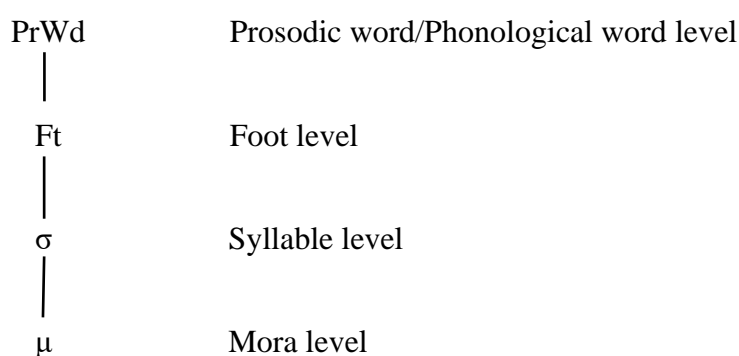 PrWd Prosodic word/Phonological word level
Ft Foot level
σ Syllable level
μ Mora level